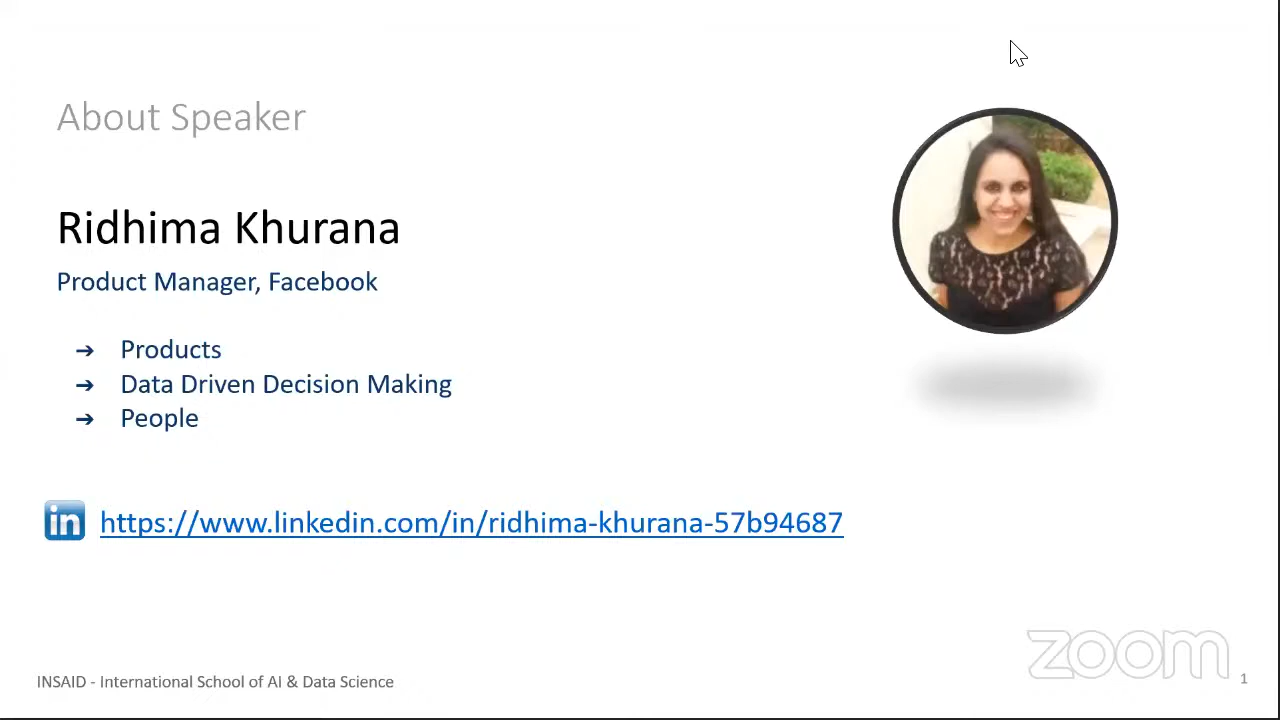 About Speaker
Ridhima Khurana
Product Manager, Facebook
➔ Products
➔ Data Driven Decision Making
➔ People
in https://www.linkedin.com/in/ridhima-khurana-57b94687
zoom
INSAID - International School of AI & Data Science
1